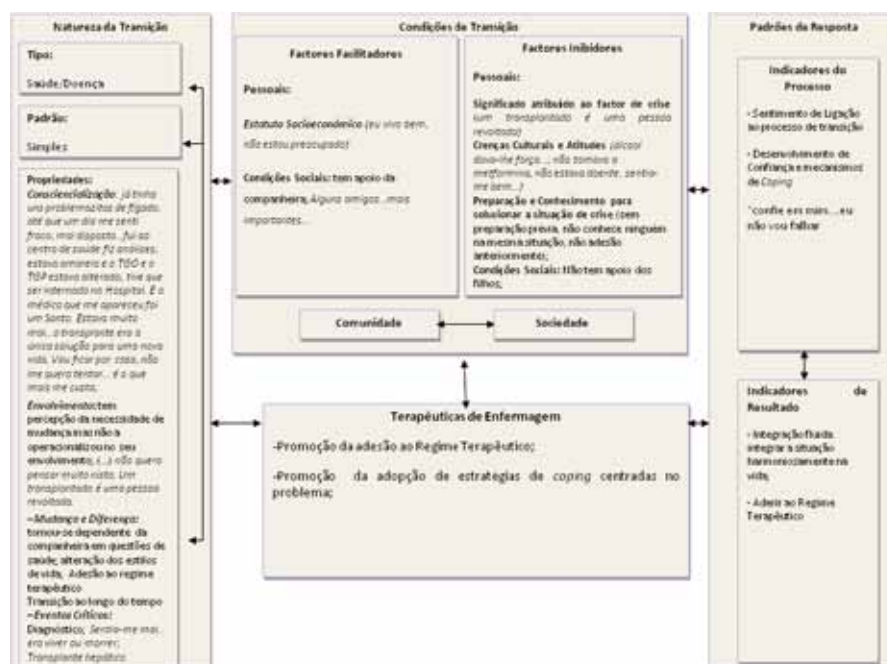 Natureza da Transição
Tipo:
Saúde/Doença
Padrão:
Simples
Propriedades:
Consciencialização: já tinha
uns problemazitos de fígado,
até que um dia me senti
fraco, mal disposto...fui ao
centro de saúde fiz análises,
estava amarelo e o TGO e o
TGP estava alterado, tive que
ser internado no Hospital. E o
médico que me apareceu foi
um Santo. Estava muito
mal...o transplante era a
única solução para uma nova
vida. Vou ficar por casa, não
me quero tentar... é o que
mais me custa;
Envolvimento: tem
percepção da necessidade de
mudança mas não a
operacionalizou no seu
envolvimento, (...) não quero
pensar muito nisto. Um
transplantado é uma pessoa
revoltada.
–Mudança e Diferença:
tornou-se dependente da
companheira em questões de
saúde, alteração dos estilos
de vida, Adesão ao regime
terapêutico
Transição ao longo do tempo
–Eventos Críticos:
Diagnóstico; Sentia-me mal,
era viver ou morrer;
Transplante hepático
Condições de Transição
Factores Facilitadores
Pessoais:
Estatuto Socioeconómico (eu vivo bem,
não estou preocupado)
Condições Sociais: tem apoio da
companheira, Alguns amigos...mais
importantes...
Factores Inibidores
Pessoais:
Significado atribuído ao factor de crise
(um transplantado é uma pessoa
revoltada)
Crenças Culturais e Atitudes (álcool
dava-lhe força... não tomava a
metformina, não estava doente, sentia-
me bem...)
Preparação e Conhecimento para
solucionar a situação de crise (sem
preparação prévia, não conhece ninguém
na mesma situação, não adesão
anteriormente);
Condições Sociais: Não tem apoio dos
filhos;
Comunidade
Sociedade
Terapêuticas de Enfermagem
-Promoção da adesão ao Regime Terapêutico;
-Promoção da adopção de estratégias de coping centradas no
problema;
Padrões de Resposta
Indicadores do
Processo
- Sentimento de Ligação
ao processo de transição
- Desenvolvimento de
Confiança e mecanismos
de Coping
"confie em mim....eu
não vou falhar
Indicadores de
Resultado
- Integração fluida
integrar a situação
harmoniosamente na
vida;
- Aderir ao Regime
Terapêutico